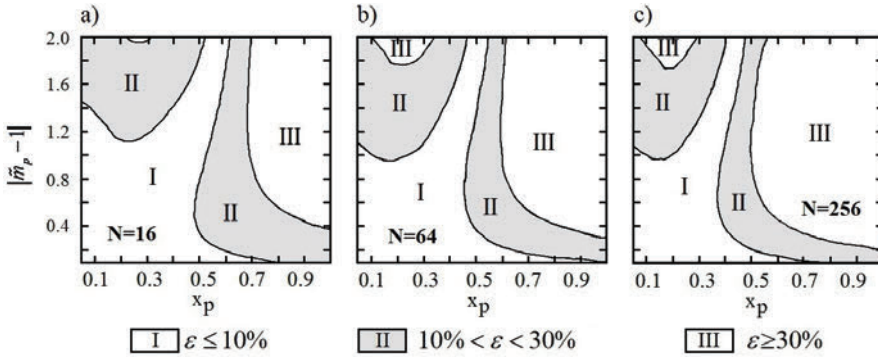 a) b) c)
|m̃ₚ – 1|
2.0
1.6
1.2
0.8
0.4
II
I
II
III
N=16
0.1 0.3 0.5 0.7 0.9
xₚ
III
II
I
II
III
N=64
0.1 0.3 0.5 0.7 0.9
xₚ
III
II
I
II
III
N=256
0.1 0.3 0.5 0.7 0.9
xₚ
I ε ≤ 10%
II 10% < ε < 30%
III ε ≥ 30%